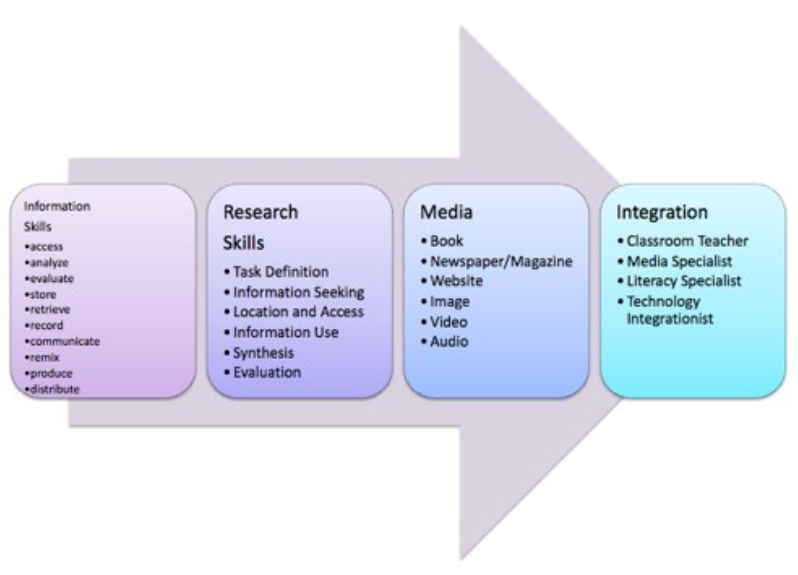 Information
Skills
•access
•analyze
•evaluate
•store
•retrieve
•record
•communicate
•remix
•produce
•distribute
Research
Skills
• Task Definition
• Information Seeking
• Location and Access
• Information Use
• Synthesis
• Evaluation
Media
• Book
• Newspaper/Magazine
• Website
• Image
• Video
• Audio
Integration
• Classroom Teacher
• Media Specialist
• Literacy Specialist
• Technology
Integrationist